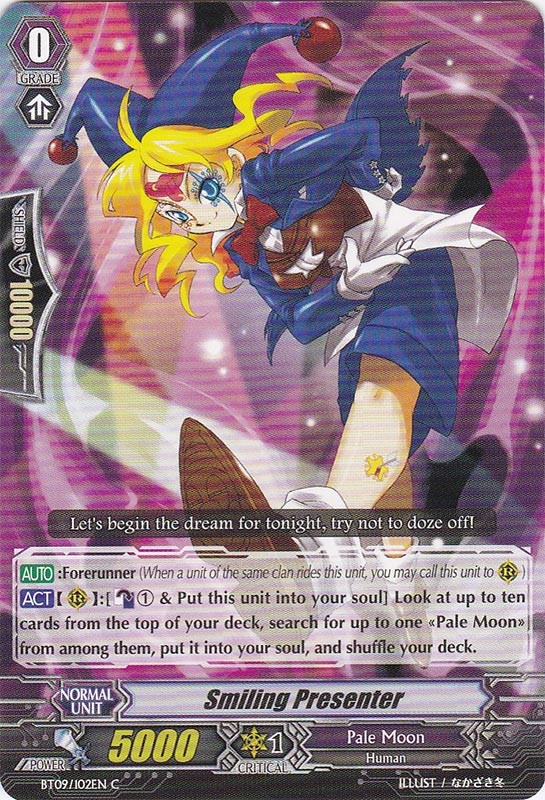 0
GRADE
SHIELD
10000
Let's begin the dream for tonight, try not to doze off!
AUTO :Forerunner (When a unit of the same clan rides this unit, you may call this unit to R)
ACT【R】:[① & Put this unit into your soul] Look at up to ten
cards from the top of your deck, search for up to one «Pale Moon»
from among them, put it into your soul, and shuffle your deck.
NORMAL
UNIT
Smiling Presenter
POWER
5000
1
CRITICAL
Pale Moon
Human
BT09/102EN C
ILLUST / なかざき冬